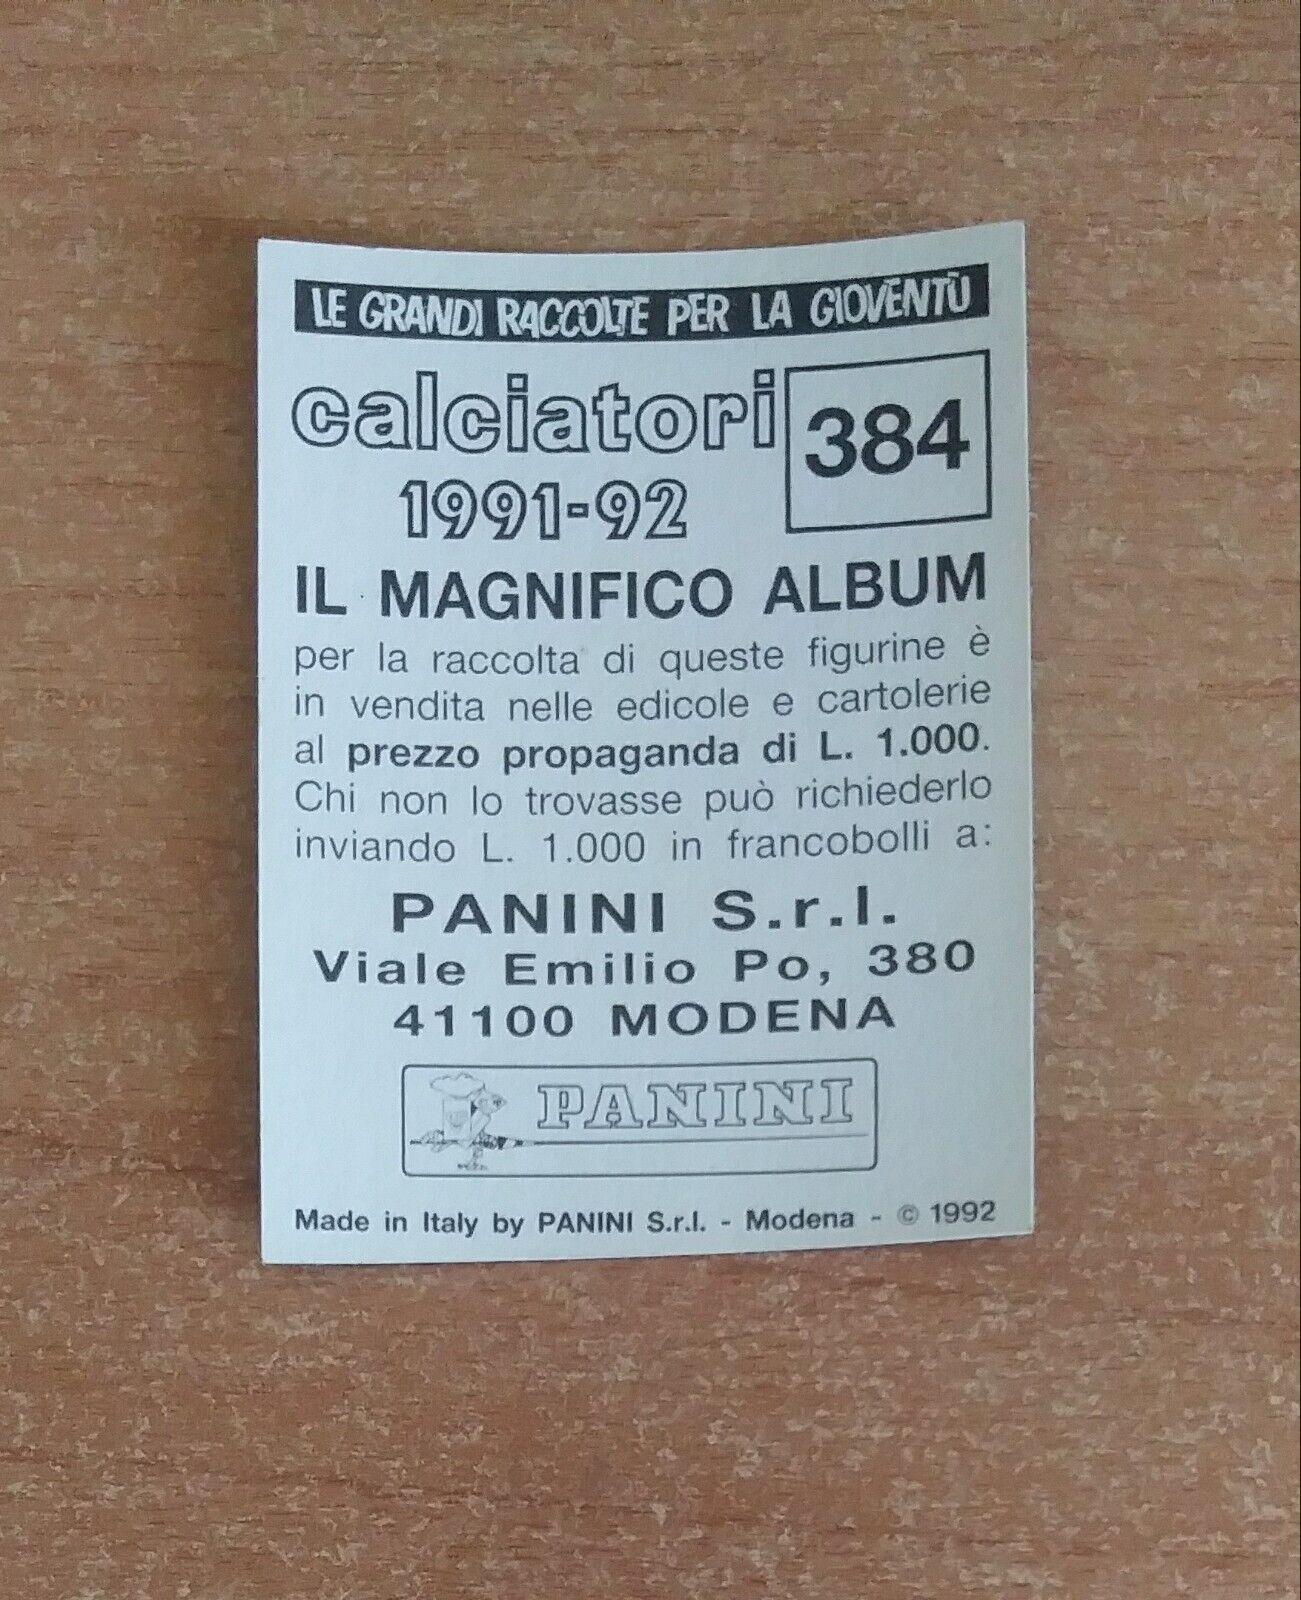 LE GRANDI RACCOLTE PER LA GIOVENTÙ
calciatori
384
1991-92
IL MAGNIFICO ALBUM
per la raccolta di queste figurine è
in vendita nelle edicole e cartolerie
al prezzo propaganda di L. 1.000.
Chi non lo trovasse può richiederlo
inviando L. 1.000 in francobolli a:
PANINI S.r.l.
Viale Emilio Po, 380
41100 MODENA
PANINI
Made in Italy by PANINI S.r.l. - Modena - © 1992